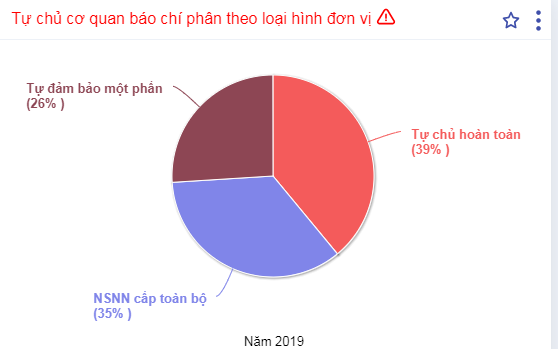 Tự chủ cơ quan báo chí phân theo loại hình đơn vị
Tự đảm bảo một phần
(26% )
Tự chủ hoàn toàn
(39% )
NSNN cấp toàn bộ
(35% )
Năm 2019